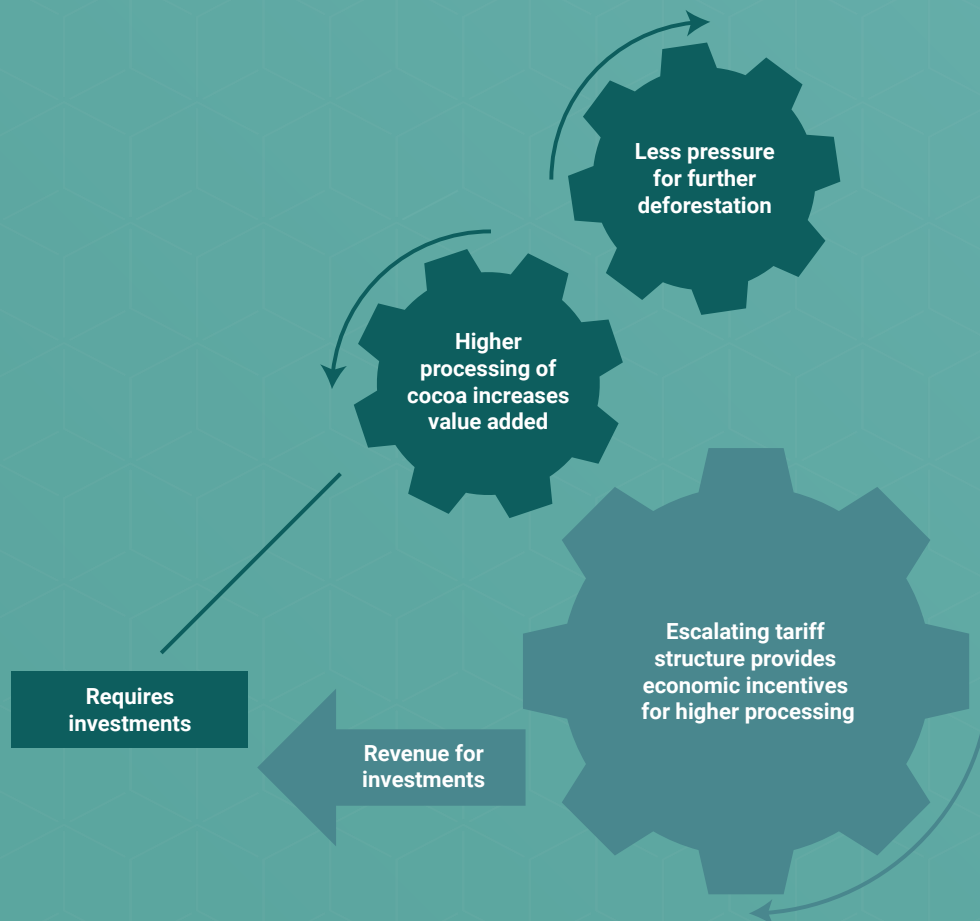 Less pressure
for further
deforestation
Higher
processing of
cocoa increases
value added
Escalating tariff
structure provides
economic incentives
for higher processing
Requires
investments
Revenue for
investments